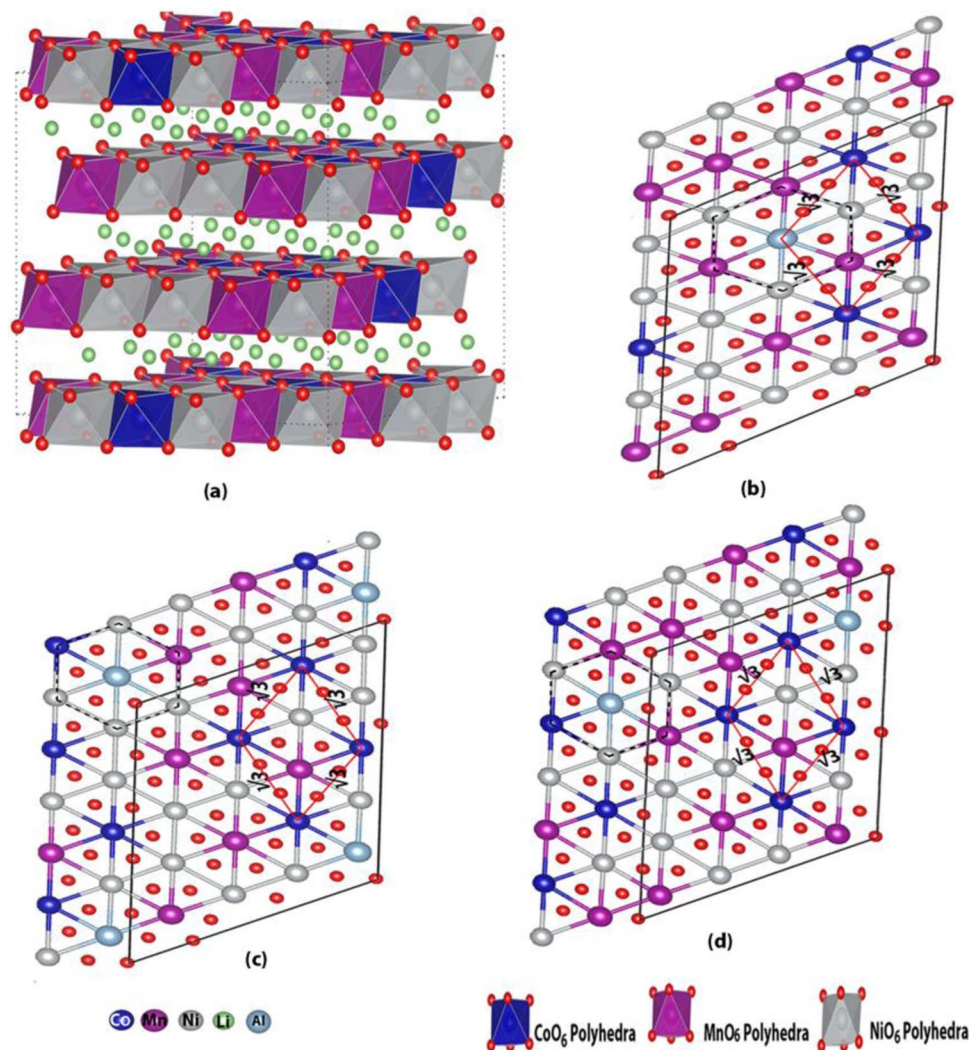 (a)
√3
√3
√3
√3
(b)
√3
√3
√3
√3
(c)
√3
√3
√3
√3
(d)
Co Mn Ni Li Al
CoO6 Polyhedra
MnO6 Polyhedra
NiO6 Polyhedra